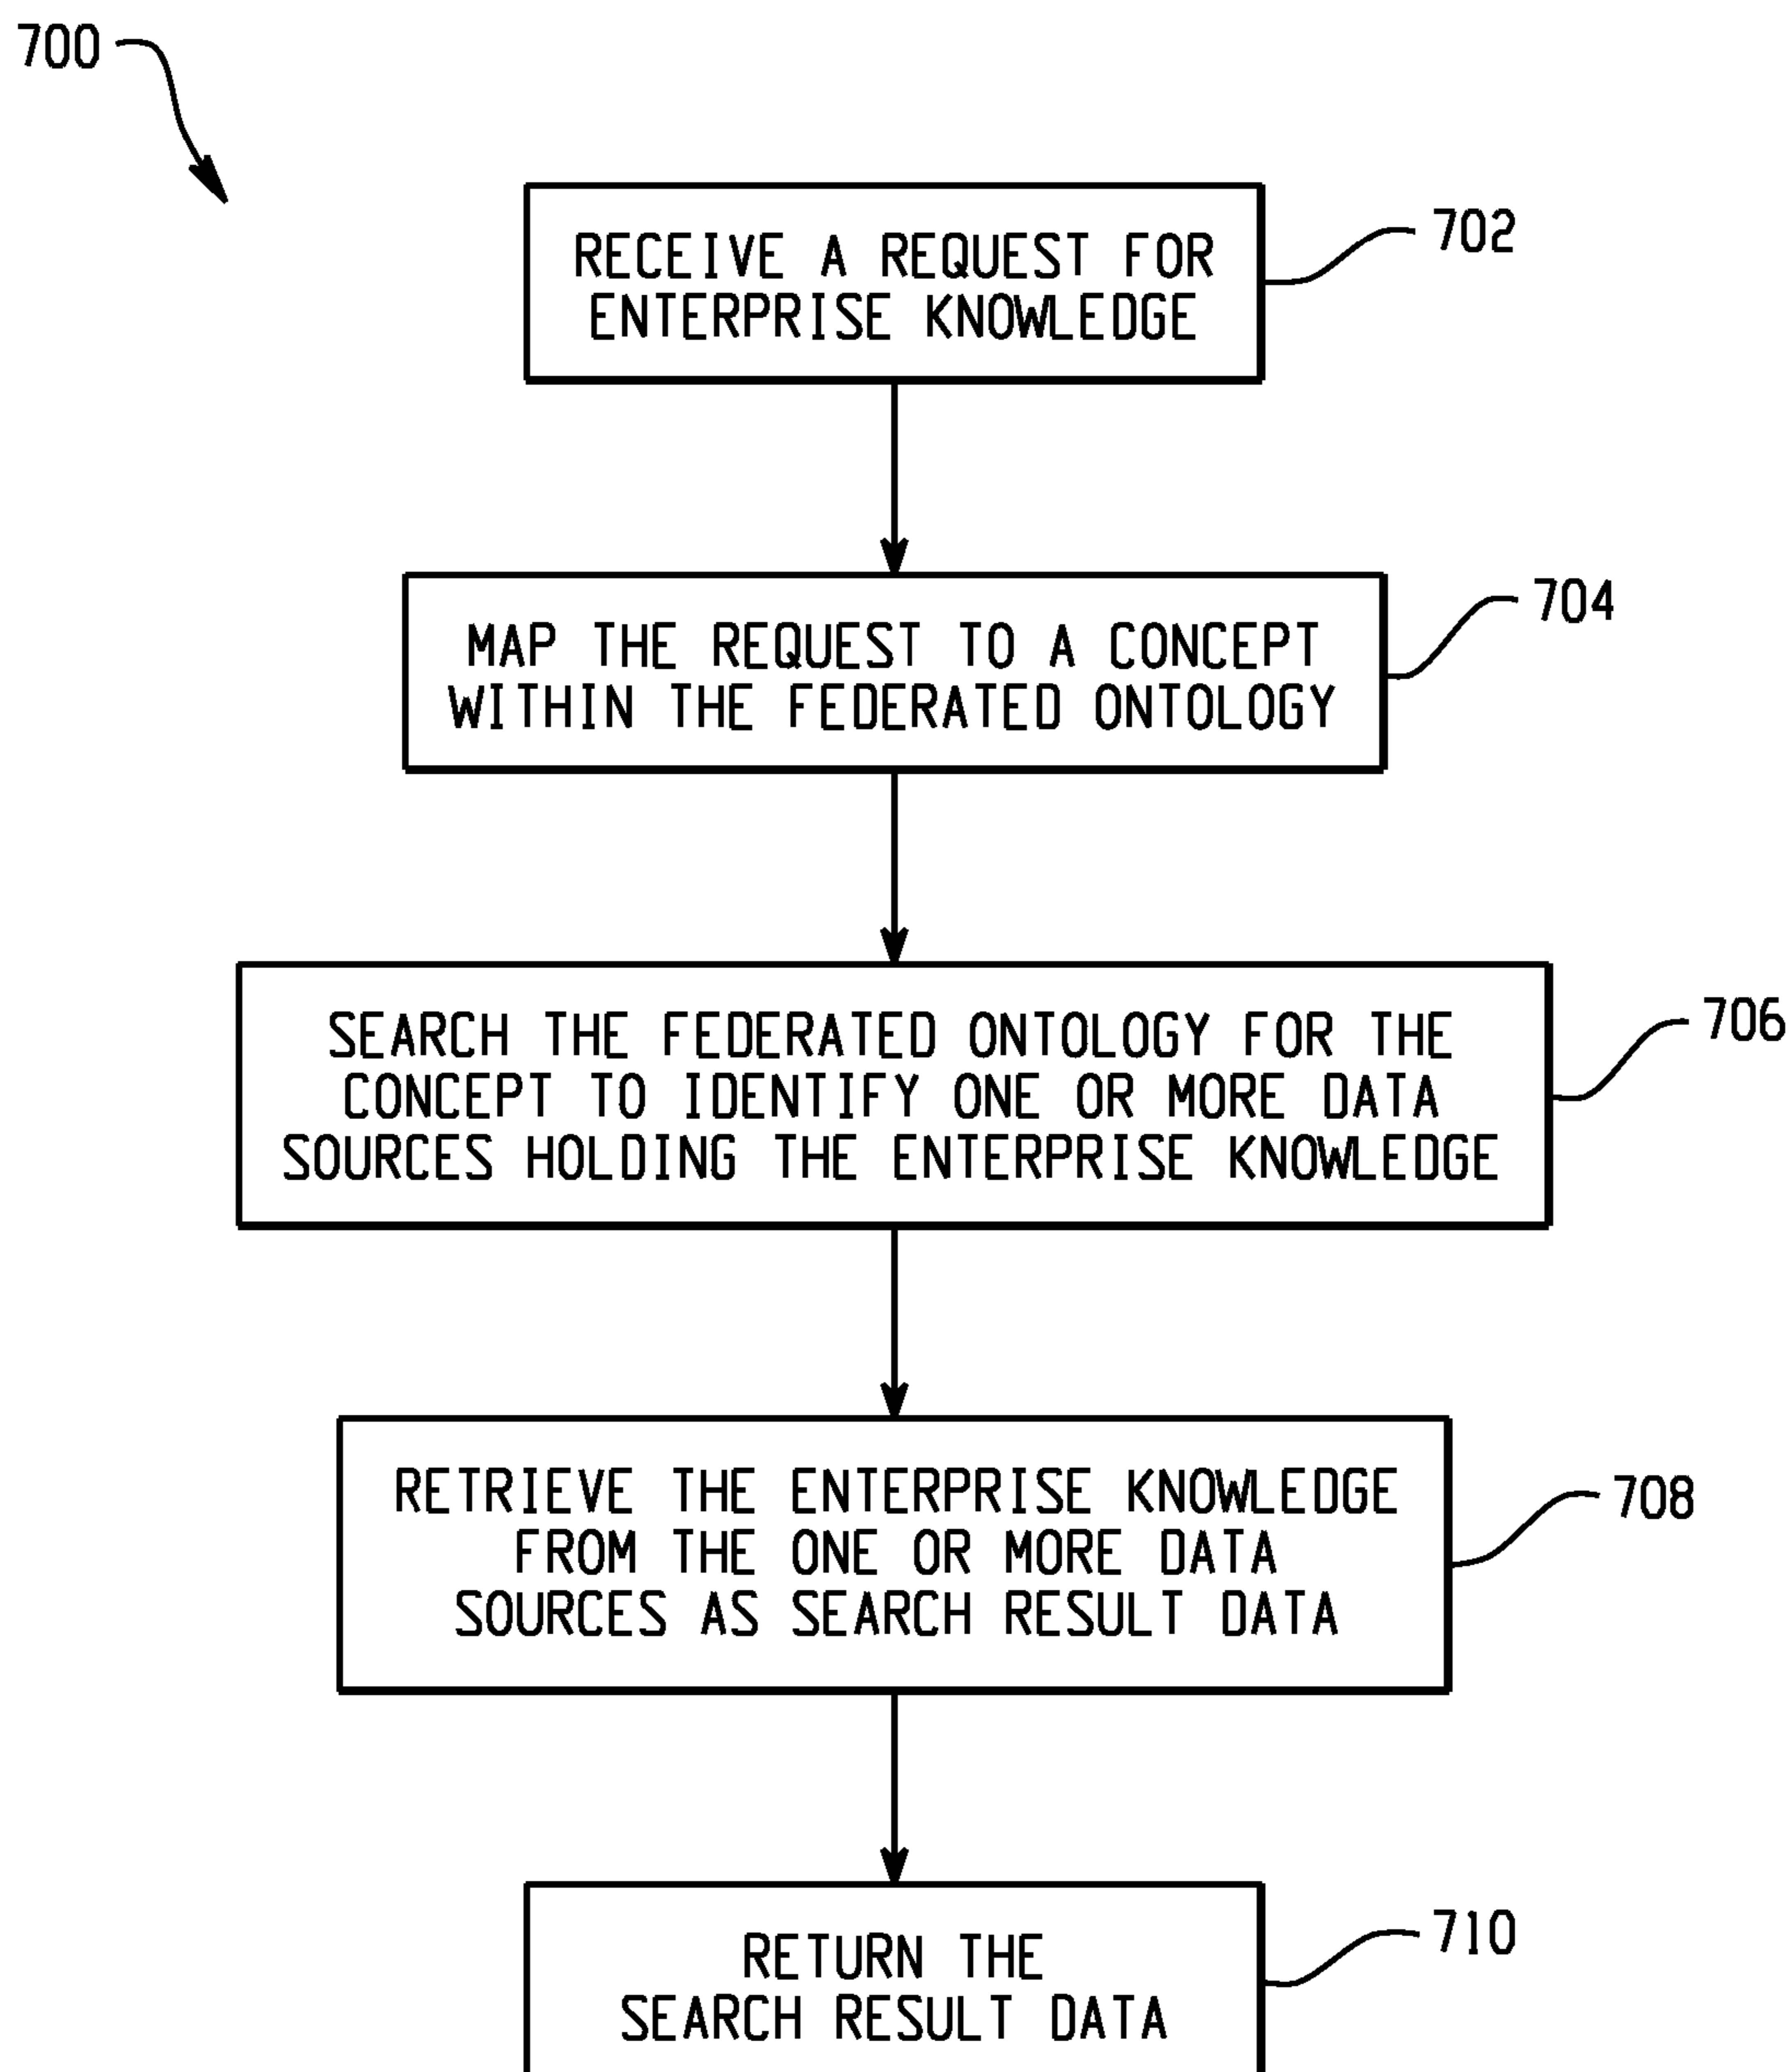 700
RECEIVE A REQUEST FOR
ENTERPRISE KNOWLEDGE
702
MAP THE REQUEST TO A CONCEPT
WITHIN THE FEDERATED ONTOLOGY
704
SEARCH THE FEDERATED ONTOLOGY FOR THE
CONCEPT TO IDENTIFY ONE OR MORE DATA
SOURCES HOLDING THE ENTERPRISE KNOWLEDGE
706
RETRIEVE THE ENTERPRISE KNOWLEDGE
FROM THE ONE OR MORE DATA
SOURCES AS SEARCH RESULT DATA
708
RETURN THE
SEARCH RESULT DATA
710